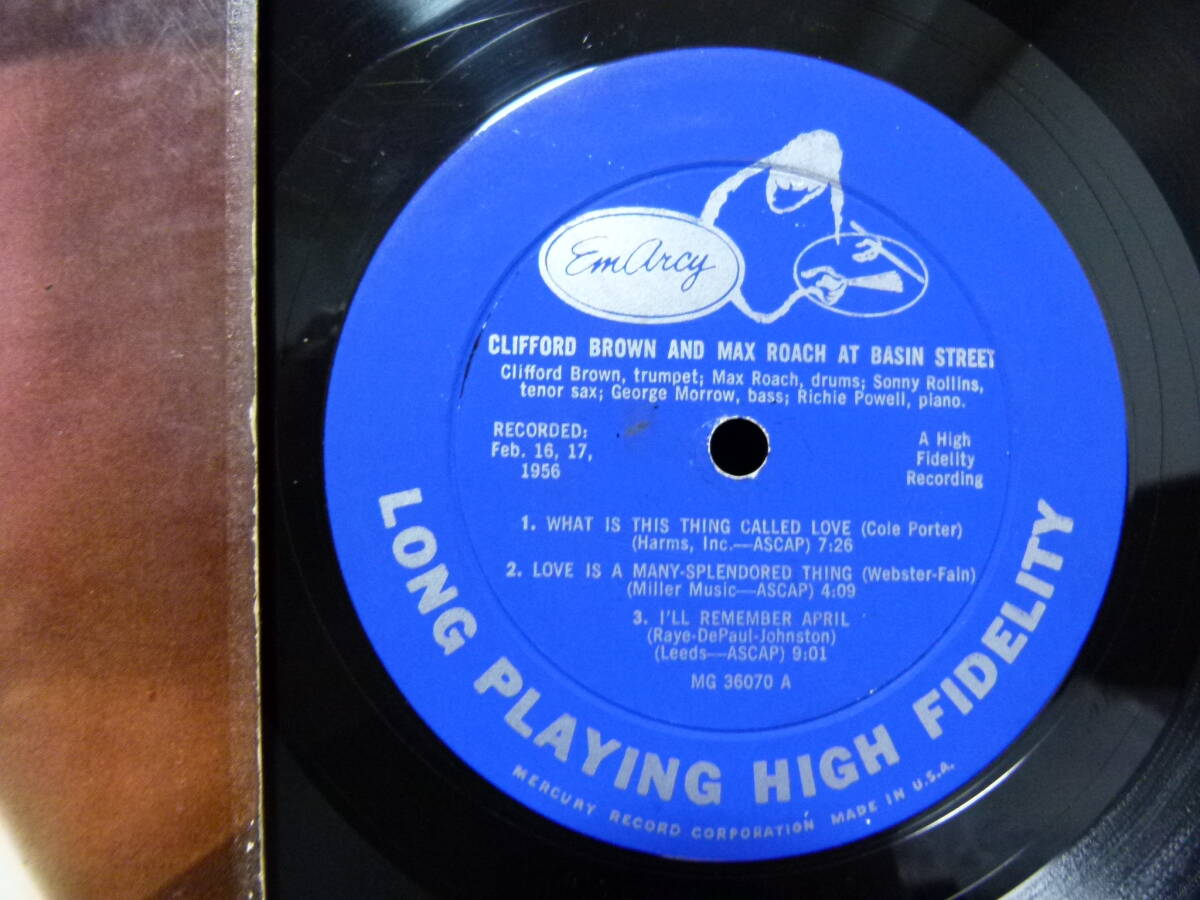 EmArcy
CLIFFORD BROWN AND MAX ROACH AT BASIN STREET
Clifford Brown, trumpet; Max Roach, drums; Sonny Rollins,
tenor sax; George Morrow, bass; Richie Powell, piano.
RECORDED:
Feb. 16, 17,
1956
A High
Fidelity
Recording
1. WHAT IS THIS THING CALLED LOVE (Cole Porter)
(Harms, Inc.—ASCAP) 7:26
2. LOVE IS A MANY-SPLENDORED THING (Webster-Fain)
(Miller Music—ASCAP) 4:09
3. I'LL REMEMBER APRIL
(Raye-DePaul-Johnston)
(Leeds—ASCAP) 9:01
MG 36070 A
LONG PLAYING HIGH FIDELITY
MERCURY RECORD CORPORATION MADE IN U.S.A.